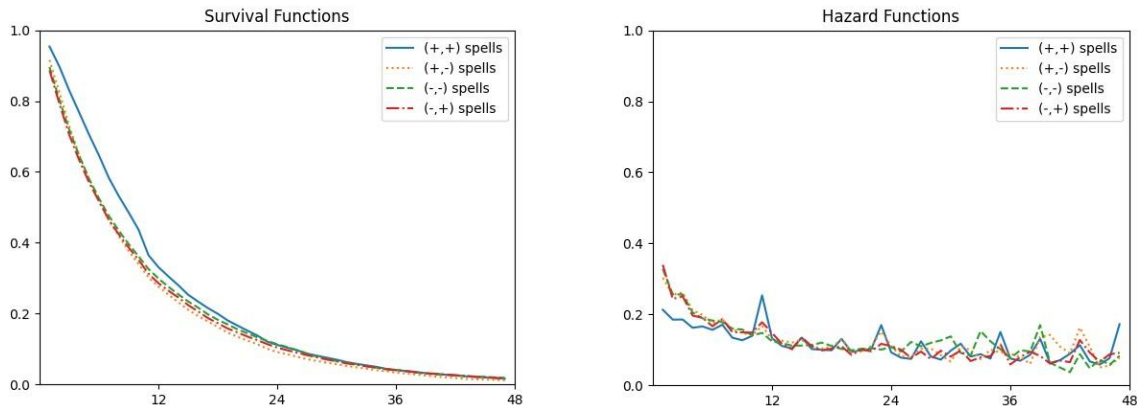 Survival Functions
1.0
0.8
0.6
0.4
0.2
0.0
12
24
36
48
(+,+) spells
(+,-) spells
(-,-) spells
(-,+) spells
Hazard Functions
1.0
0.8
0.6
0.4
0.2
0.0
12
24
36
48
(+,+) spells
(+,-) spells
(-,-) spells
(-,+) spells